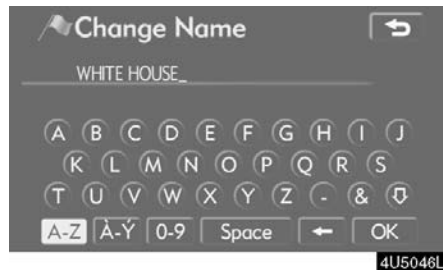 Change Name
WHITE HOUSE_
A B C D E F G H I J
K L M N O P Q R S
T U V W X Y Z - &
A-Z À-Ý 0-9 Space ← OK
4U5046L